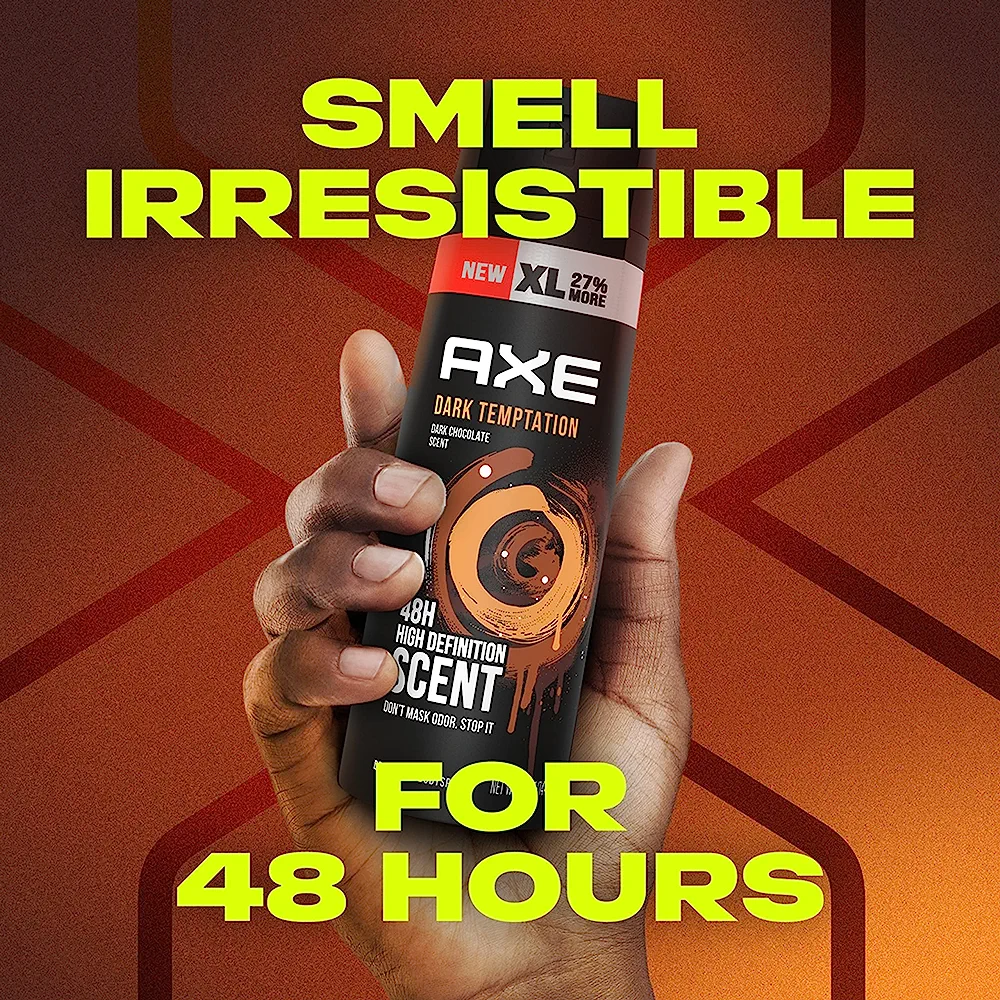 SMELL
IRRESISTIBLE
NEW XL 27% MORE
AXE
DARK TEMPTATION
DARK CHOCOLATE
SCENT
48H
HIGH DEFINITION
SCENT
DON'T MASK ODOR. STOP IT
FOR
48 HOURS